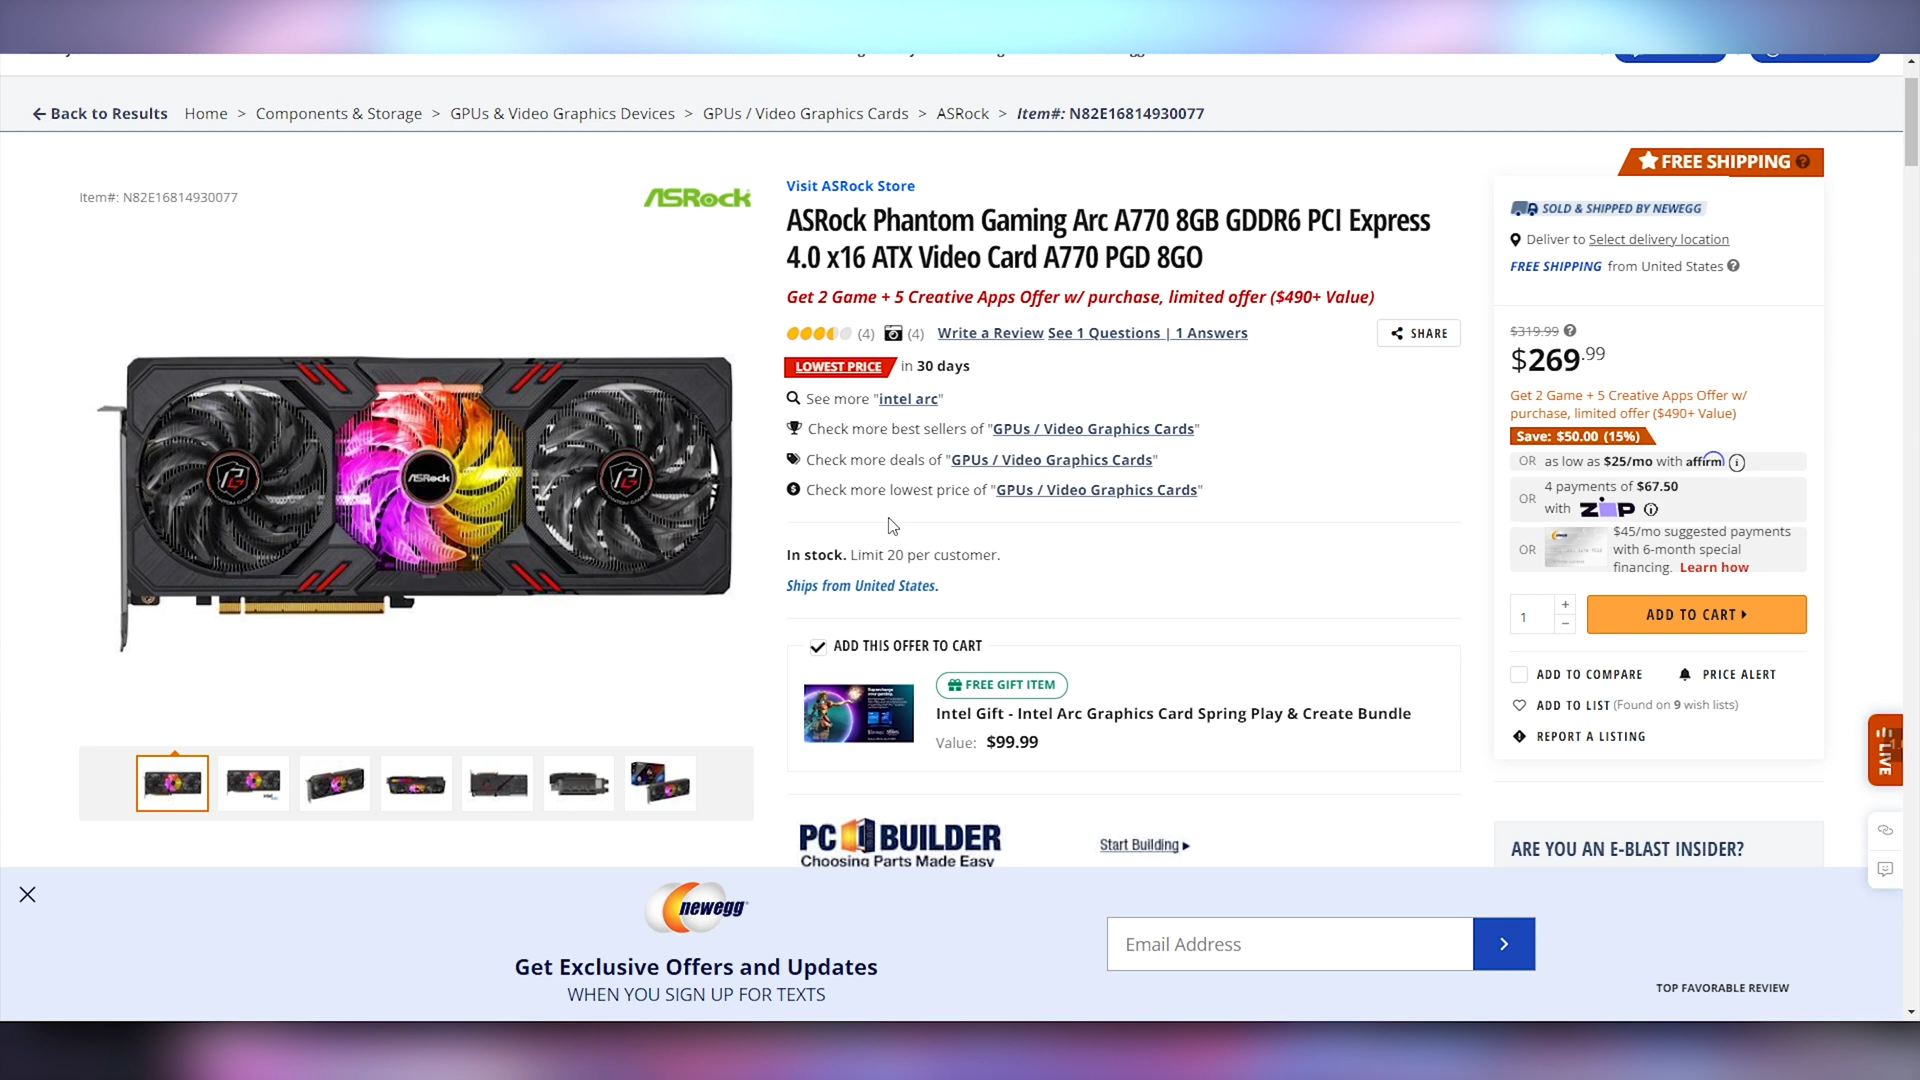 Back to Results Home > Components & Storage > GPUs & Video Graphics Devices > GPUs / Video Graphics Cards > ASRock > Item#: N82E16814930077
FREE SHIPPING
Item#: N82E16814930077
ASRock
Visit ASRock Store
ASRock Phantom Gaming Arc A770 8GB GDDR6 PCI Express
4.0 x16 ATX Video Card A770 PGD 8GO
Get 2 Game + 5 Creative Apps Offer w/ purchase, limited offer ($490+ Value)
(4) (4) Write a Review See 1 Questions | 1 Answers
SHARE
LOWEST PRICE in 30 days
See more "intel arc"
Check more best sellers of "GPUs / Video Graphics Cards"
Check more deals of "GPUs / Video Graphics Cards"
Check more lowest price of "GPUs / Video Graphics Cards"
In stock. Limit 20 per customer.
Ships from United States.
ADD THIS OFFER TO CART
FREE GIFT ITEM
Intel Gift - Intel Arc Graphics Card Spring Play & Create Bundle
Value: $99.99
PC BUILDER
Choosing Parts Made Easy
Start Building
SOLD & SHIPPED BY NEWEGG
Deliver to Select delivery location
FREE SHIPPING from United States
$319.99
$269.99
Get 2 Game + 5 Creative Apps Offer w/
purchase, limited offer ($490+ Value)
Save: $50.00 (15%)
OR as low as $25/mo with affirm
OR 4 payments of $67.50
with ZIP
OR $45/mo suggested payments
with 6-month special
financing. Learn how
1 + −
ADD TO CART
ADD TO COMPARE PRICE ALERT
ADD TO LIST (Found on 9 wish lists)
REPORT A LISTING
LIVE
ARE YOU AN E-BLAST INSIDER?
newegg
Get Exclusive Offers and Updates
WHEN YOU SIGN UP FOR TEXTS
Email Address
TOP FAVORABLE REVIEW